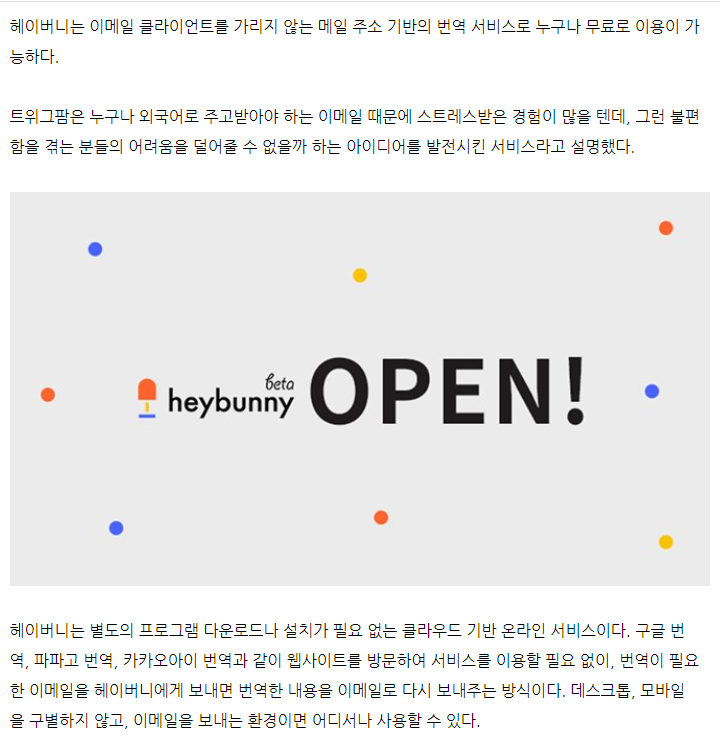 헤이버니는 이메일 클라이언트를 가리지 않는 메일 주소 기반의 번역 서비스로 누구나 무료로 이용이 가
능하다.
트위그팜은 누구나 외국어로 주고받아야 하는 이메일 때문에 스트레스받은 경험이 많을 텐데, 그런 불편
함을 겪는 분들의 어려움을 덜어줄 수 없을까 하는 아이디어를 발전시킨 서비스라고 설명했다.
beta
heybunny OPEN!
헤이버니는 별도의 프로그램 다운로드나 설치가 필요 없는 클라우드 기반 온라인 서비스이다. 구글 번
역, 파파고 번역, 카카오아이 번역과 같이 웹사이트를 방문하여 서비스를 이용할 필요 없이, 번역이 필요
한 이메일을 헤이버니에게 보내면 번역한 내용을 이메일로 다시 보내주는 방식이다. 데스크톱, 모바일
을 구별하지 않고, 이메일을 보내는 환경이면 어디서나 사용할 수 있다.